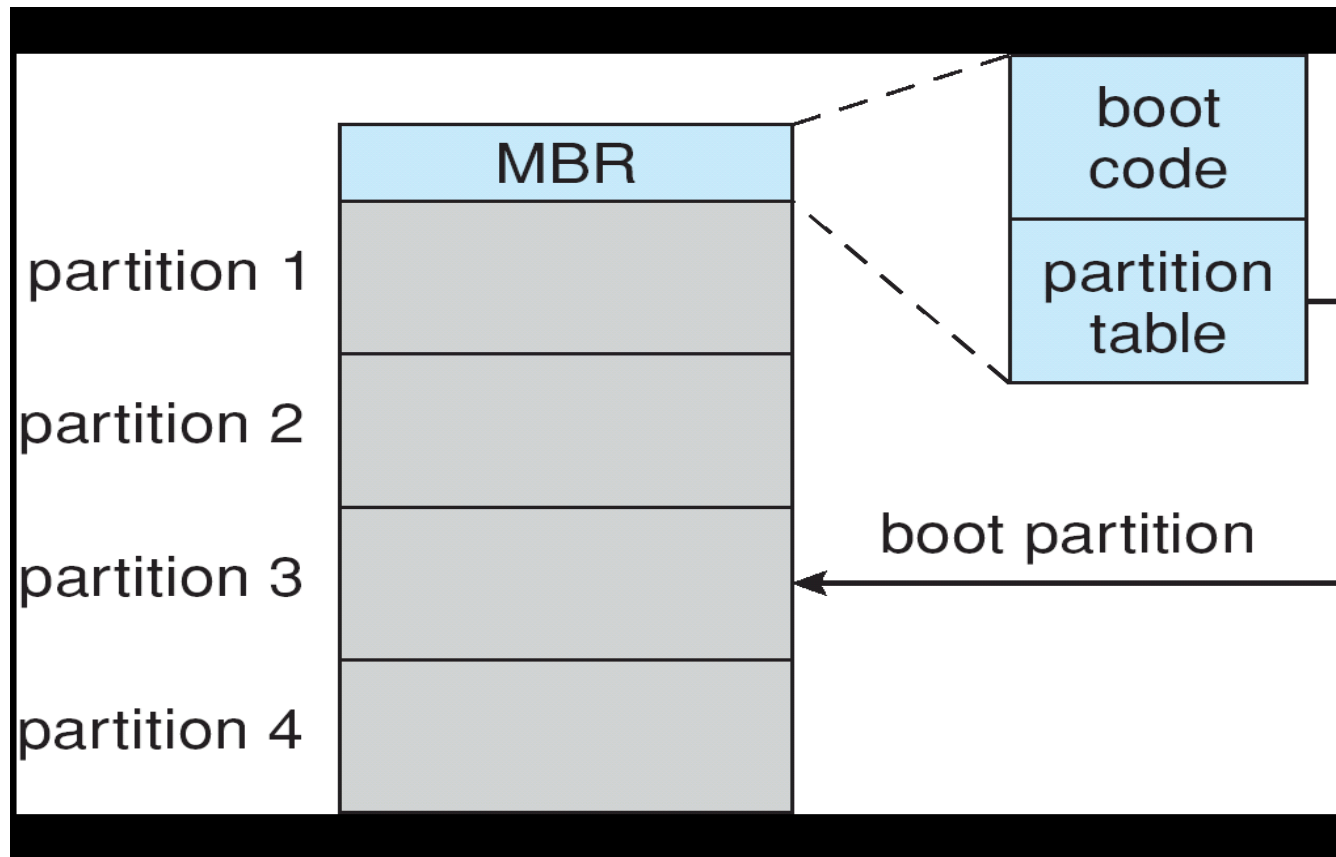 MBR
boot
code
partition
table
partition 1
partition 2
boot partition
partition 3
partition 4